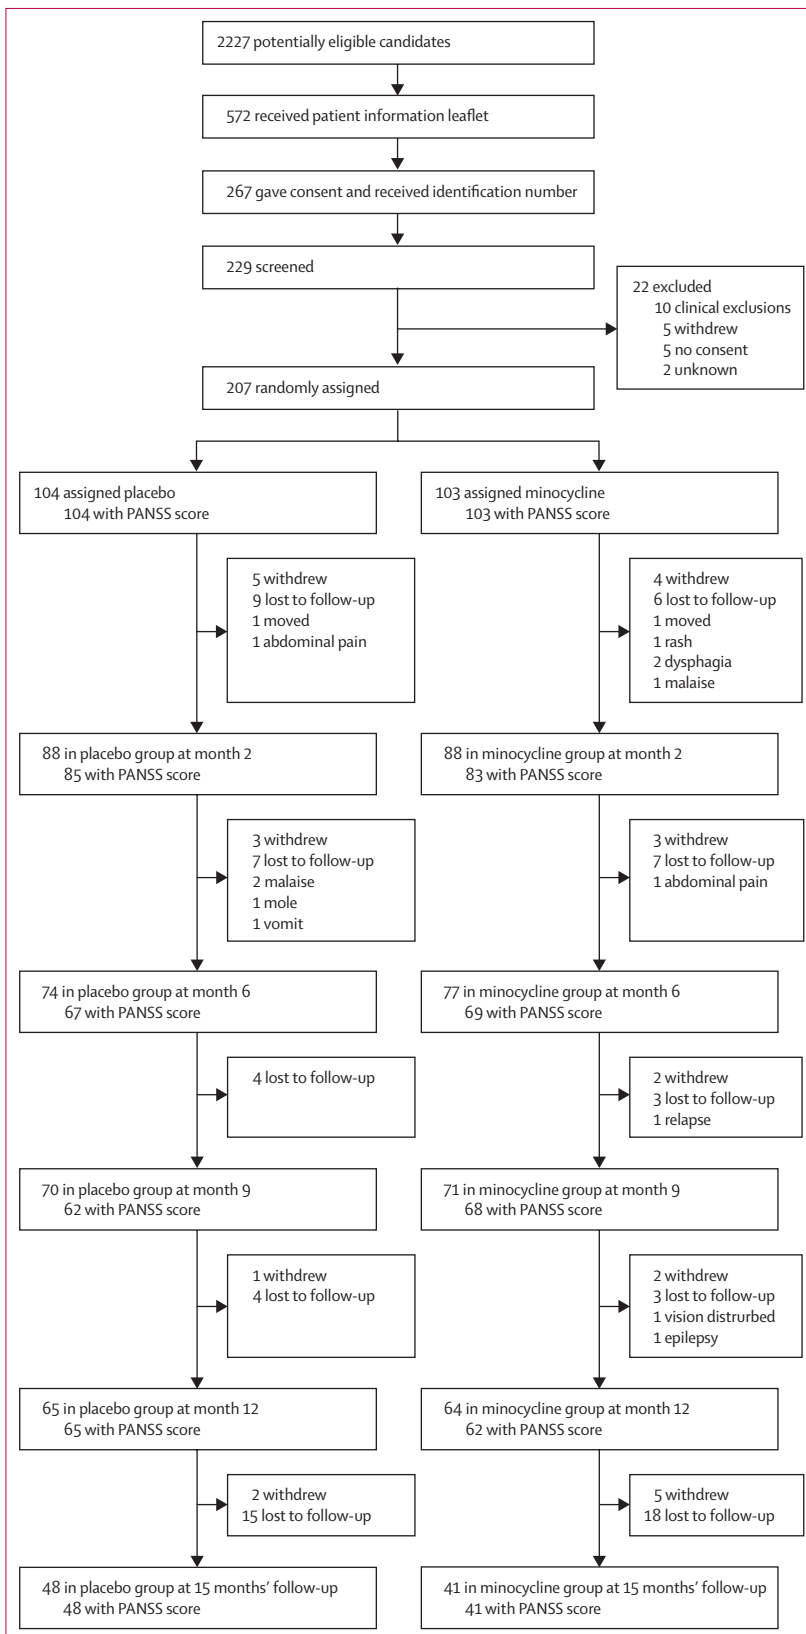 2227 potentially eligible candidates
572 received patient information leaflet
267 gave consent and received identification number
229 screened
22 excluded
10 clinical exclusions
5 withdrew
5 no consent
2 unknown
207 randomly assigned
104 assigned placebo
104 with PANSS score
103 assigned minocycline
103 with PANSS score
5 withdrew
9 lost to follow-up
1 moved
1 abdominal pain
4 withdrew
6 lost to follow-up
1 moved
1 rash
2 dysphagia
1 malaise
88 in placebo group at month 2
85 with PANSS score
88 in minocycline group at month 2
83 with PANSS score
3 withdrew
7 lost to follow-up
2 malaise
1 mole
1 vomit
3 withdrew
7 lost to follow-up
1 abdominal pain
74 in placebo group at month 6
67 with PANSS score
77 in minocycline group at month 6
69 with PANSS score
4 lost to follow-up
2 withdrew
3 lost to follow-up
1 relapse
70 in placebo group at month 9
62 with PANSS score
71 in minocycline group at month 9
68 with PANSS score
1 withdrew
4 lost to follow-up
2 withdrew
3 lost to follow-up
1 vision distrurbed
1 epilepsy
65 in placebo group at month 12
65 with PANSS score
64 in minocycline group at month 12
62 with PANSS score
2 withdrew
15 lost to follow-up
5 withdrew
18 lost to follow-up
48 in placebo group at 15 months’ follow-up
48 with PANSS score
41 in minocycline group at 15 months’ follow-up
41 with PANSS score